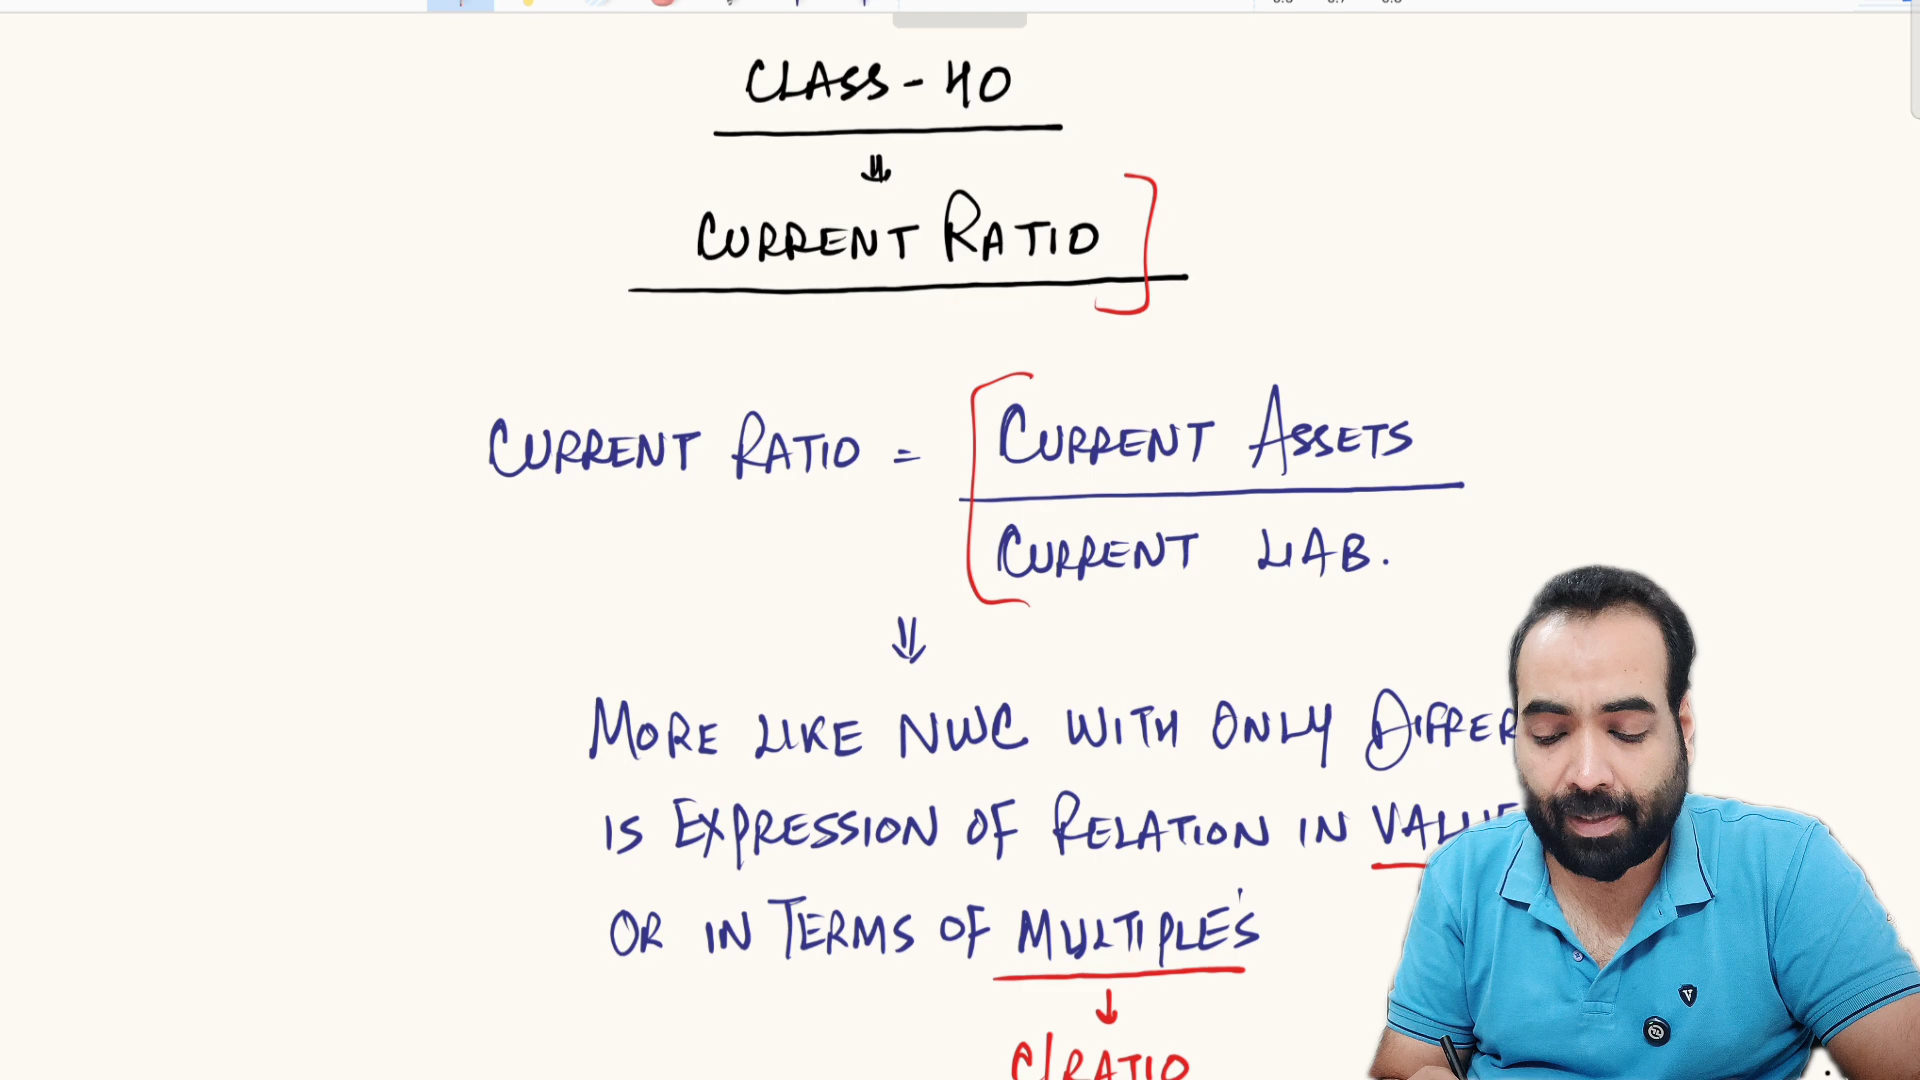 CLASS - 40
CURRENT RATIO
CURRENT RATIO = CURRENT ASSETS
CURRENT LIAB.
MORE LIKE NWC WITH ONLY
IS EXPRESSION OF RELATION IN
OR IN TERMS OF MULTIPLE'S
C/RATIO